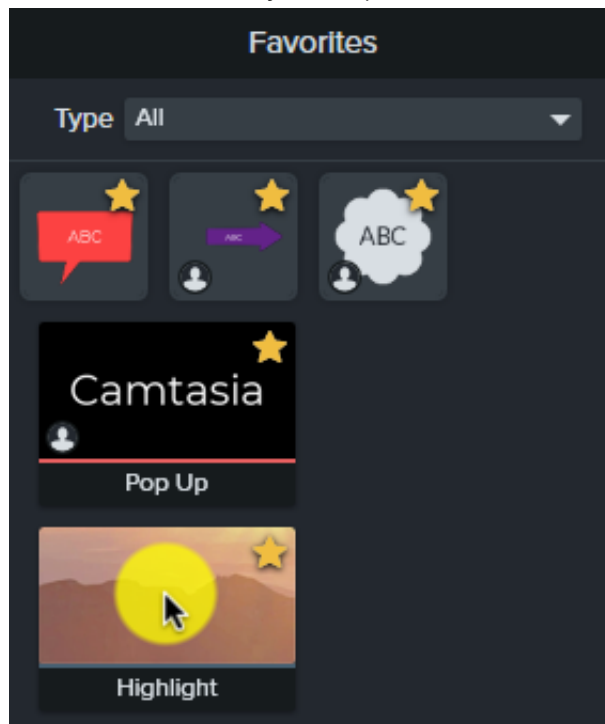 Favorites
Type All
ABC ABC ABC
Camtasia
Pop Up
Highlight